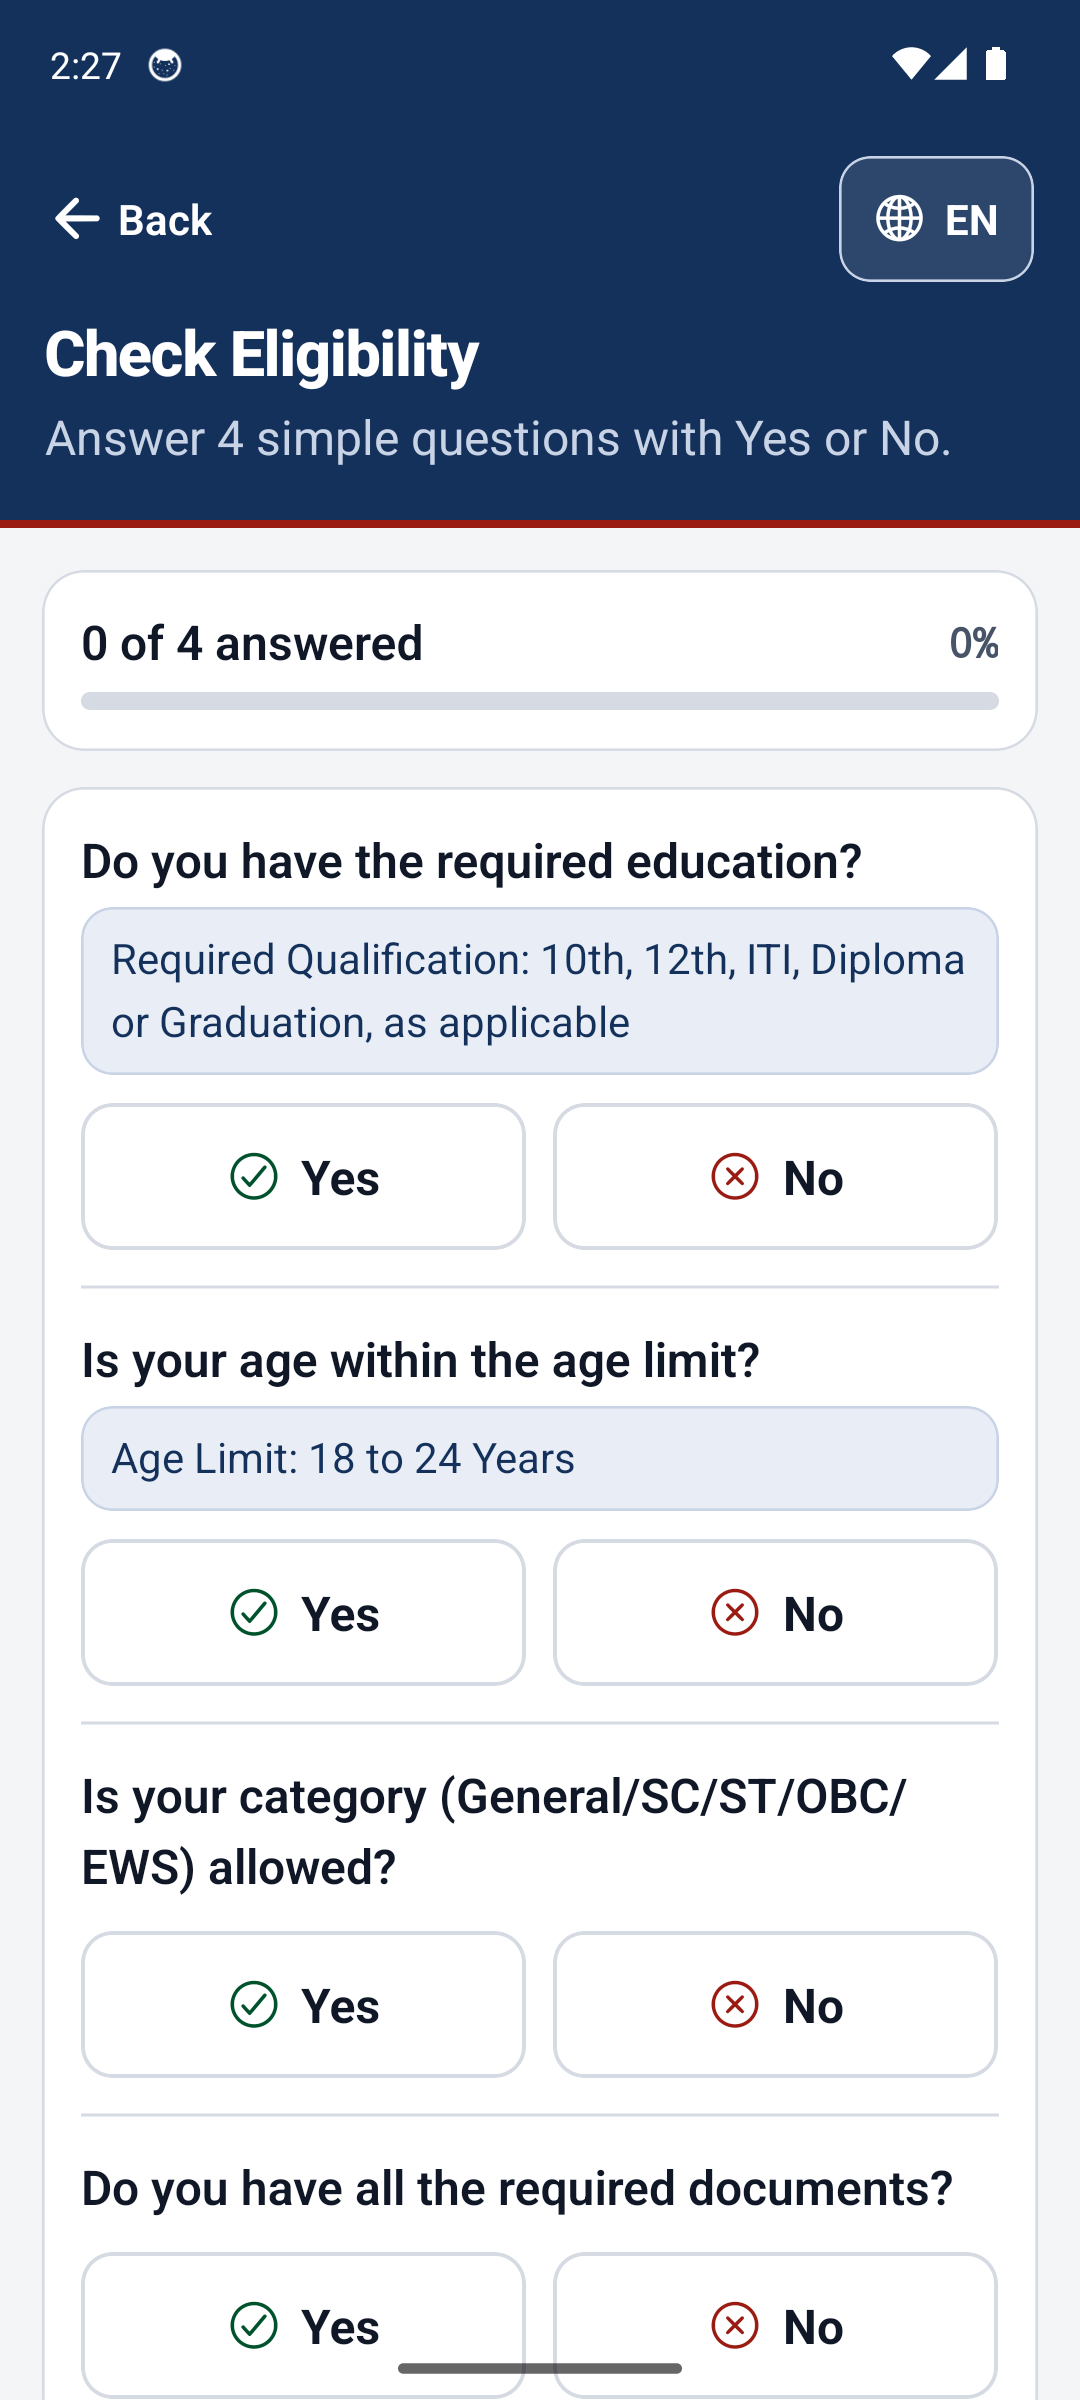 2:27
Back
EN
Check Eligibility
Answer 4 simple questions with Yes or No.
0 of 4 answered
0%
Do you have the required education?
Required Qualification: 10th, 12th, ITI, Diploma
or Graduation, as applicable
Yes
No
Is your age within the age limit?
Age Limit: 18 to 24 Years
Yes
No
Is your category (General/SC/ST/OBC/
EWS) allowed?
Yes
No
Do you have all the required documents?
Yes
No